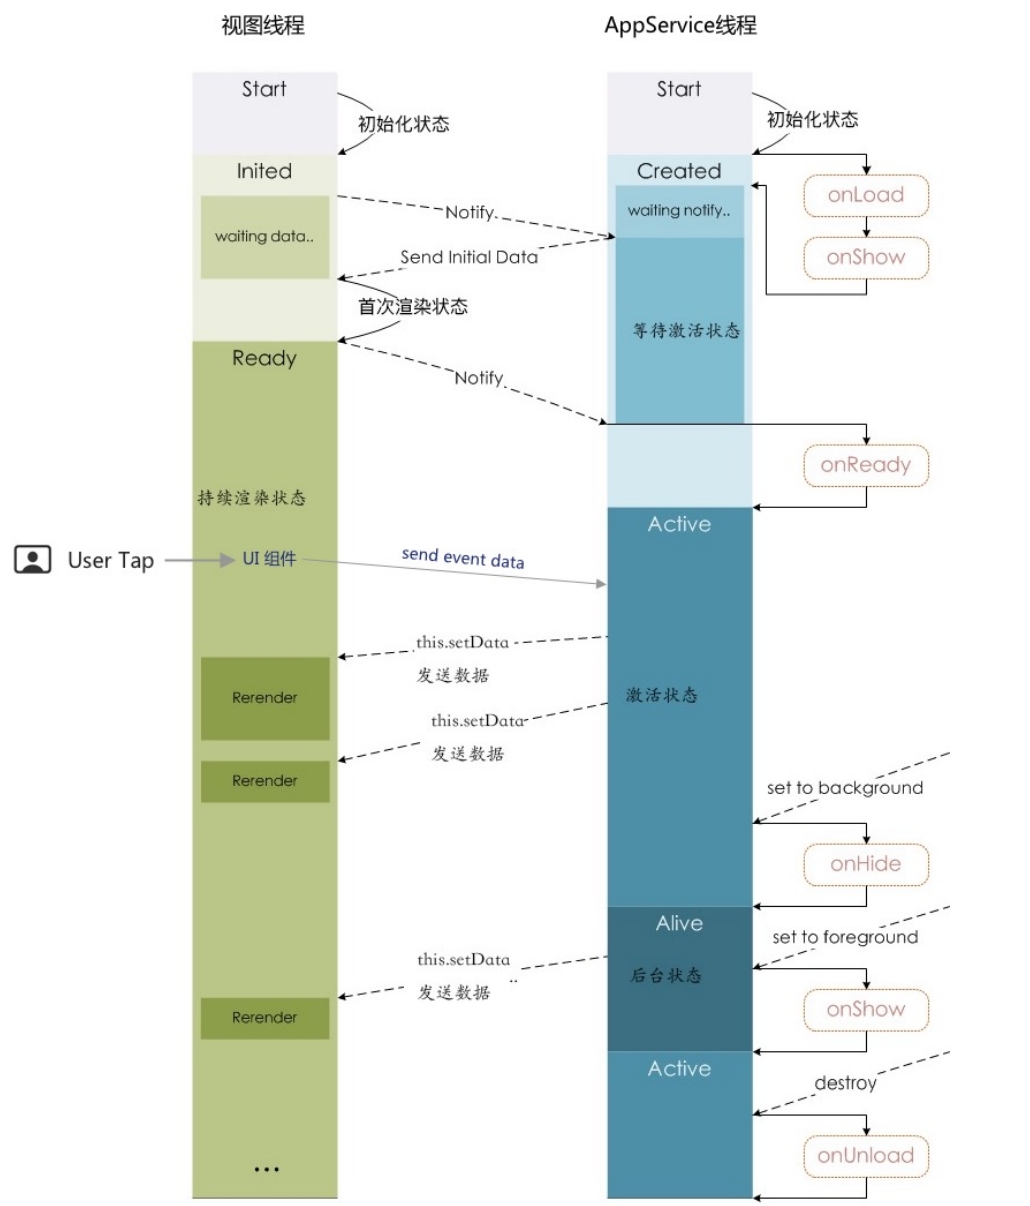 视图线程
AppService线程
Start
Start
初始化状态
初始化状态
Inited
Created
onLoad
waiting notify..
Notify
waiting data..
Send Initial Data
onShow
首次渲染状态
等待激活状态
Ready
Notify
onReady
持续渲染状态
Active
User Tap
UI 组件
send event data
this.setData
发送数据
激活状态
Rerender
this.setData
发送数据
Rerender
set to background
onHide
Alive
set to foreground
this.setData
后台状态
发送数据
..
onShow
Rerender
Active
destroy
onUnload
...